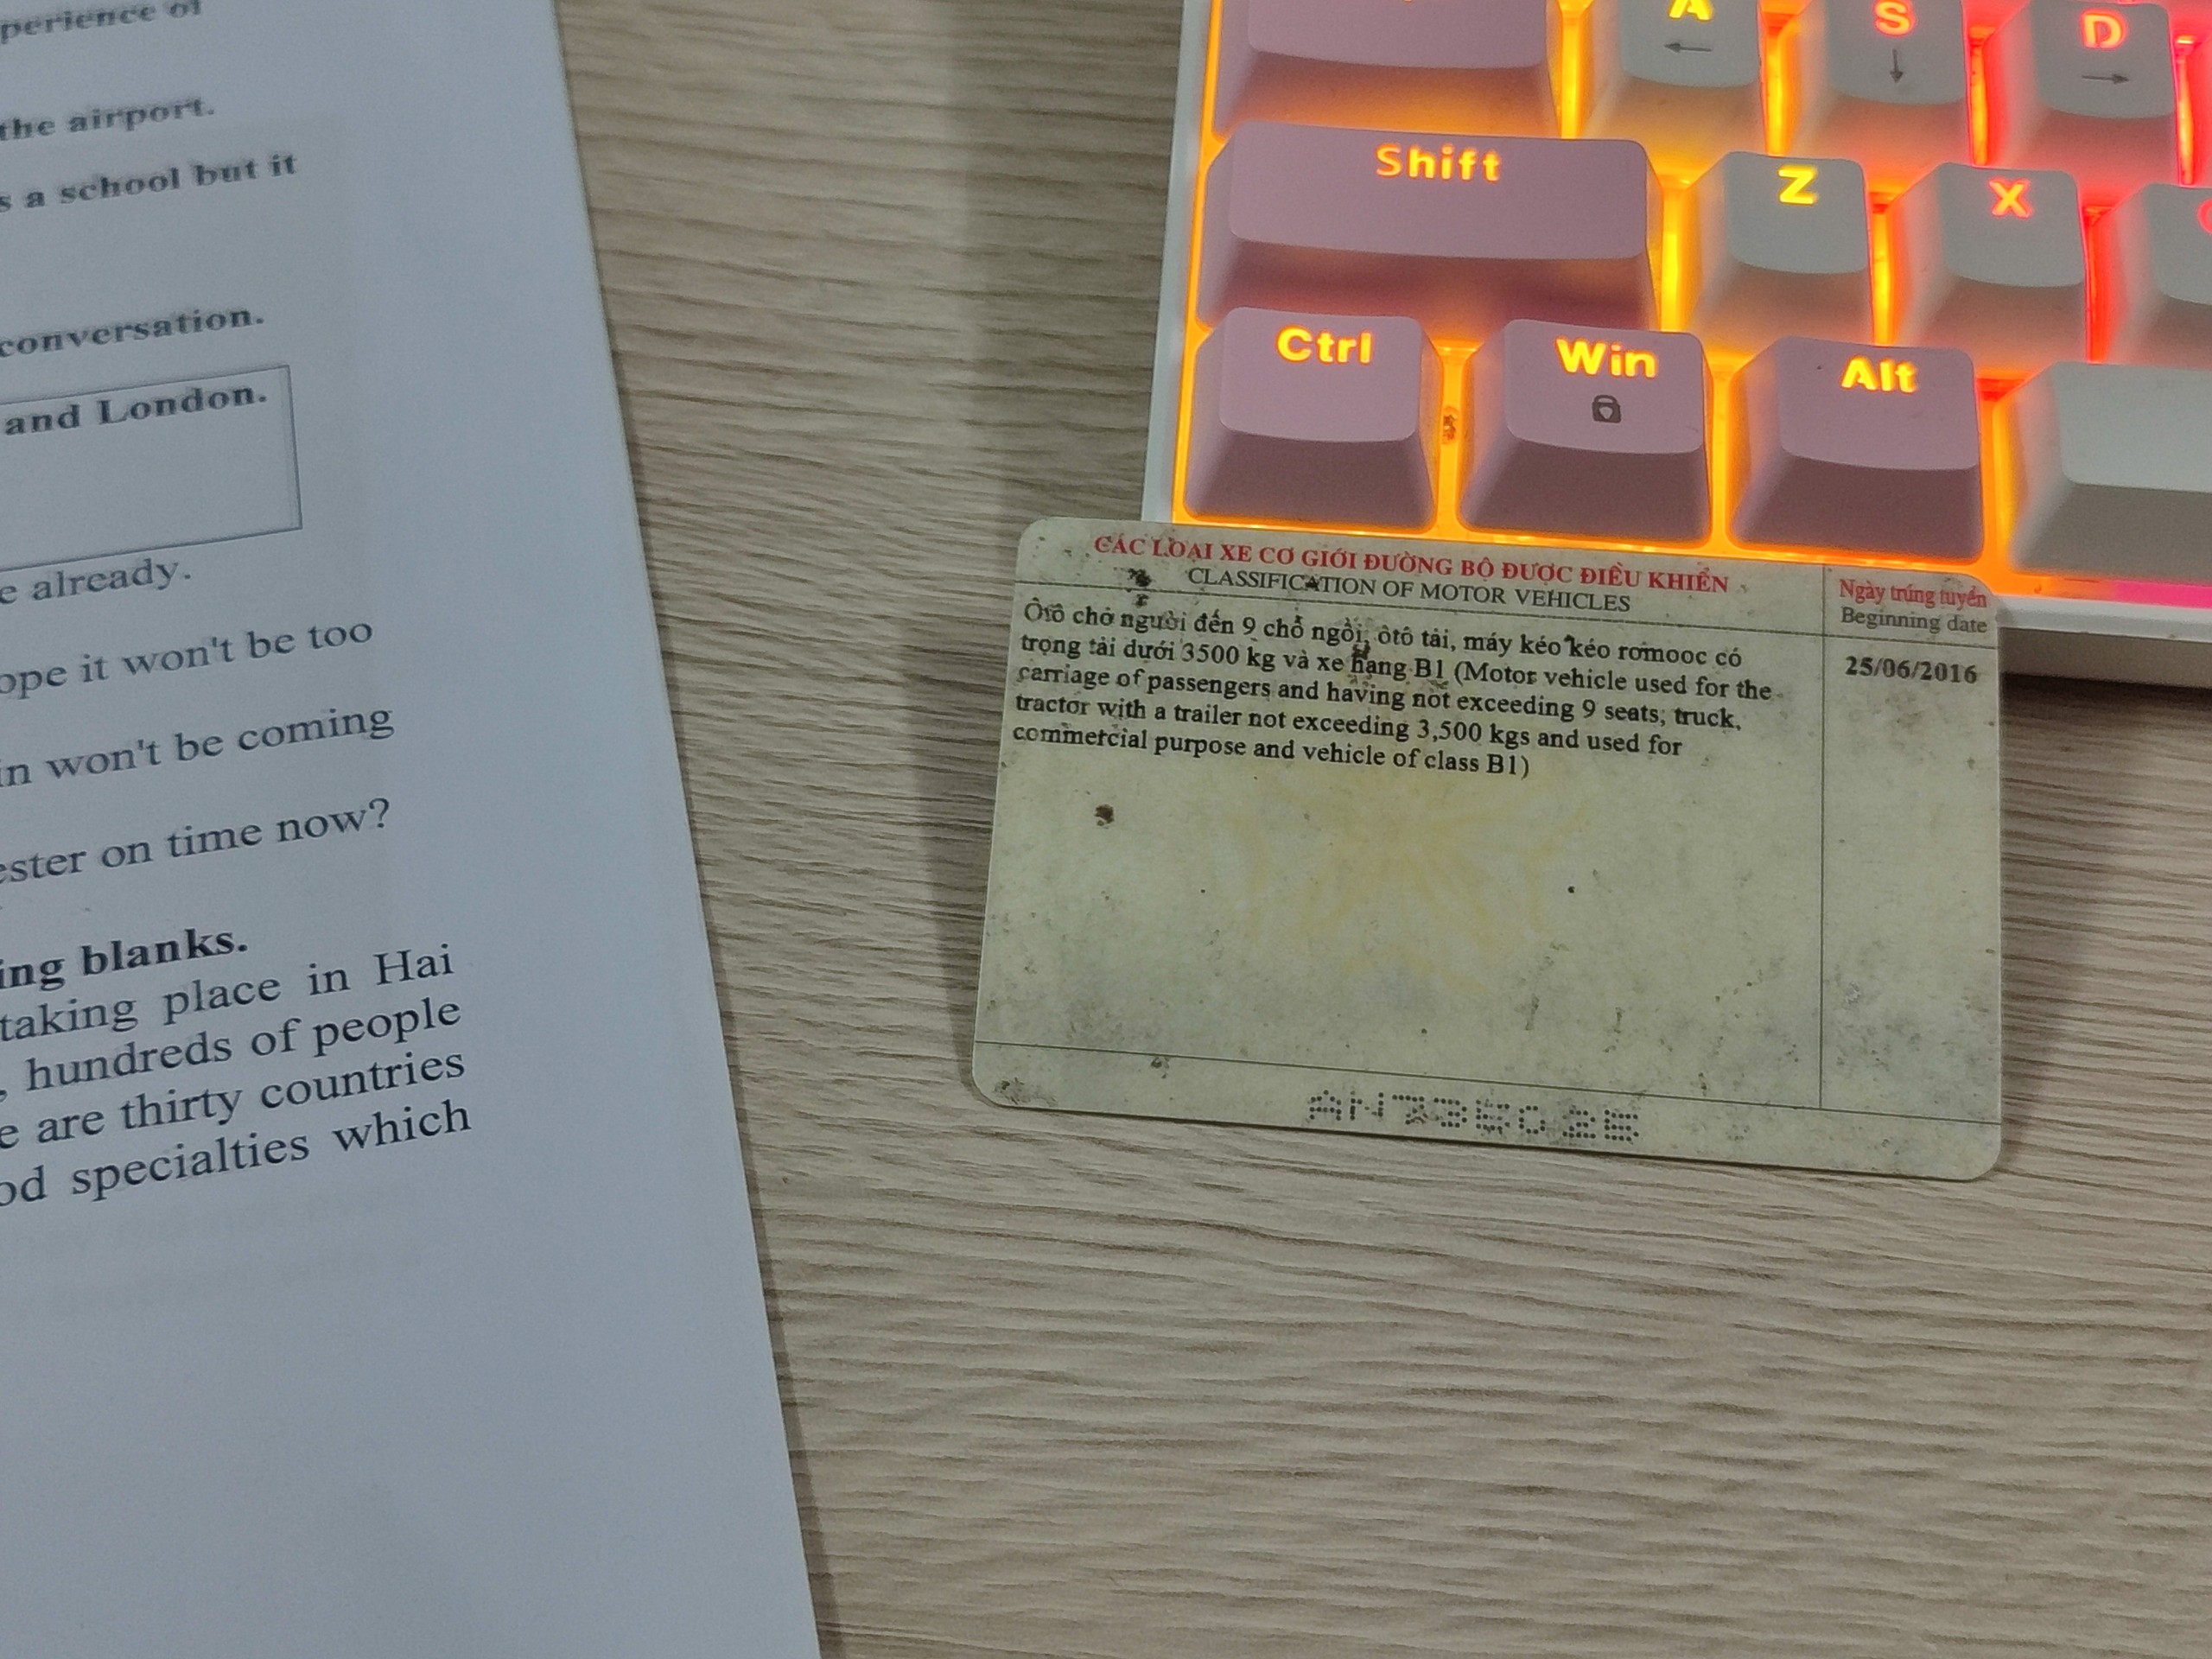 the airport.
s a school but it
conversation.
and London.
e already.
ope it won't be too
in won't be coming
ester on time now?
ing blanks.
taking place in Hai
, hundreds of people
e are thirty countries
od specialties which
A
S
D
Shift
Z
X
Ctrl
Win
Alt
CÁC LOẠI XE CƠ GIỚI ĐƯỜNG BỘ ĐƯỢC ĐIỀU KHIỂN
CLASSIFICATION OF MOTOR VEHICLES
Ngày trúng tuyển
Beginning date
Ôtô chở người đến 9 chỗ ngồi, ôtô tải, máy kéo kéo rơmooc có
trọng tải dưới 3500 kg và xe hạng B1 (Motor vehicle used for the
carriage of passengers and having not exceeding 9 seats; truck,
tractor with a trailer not exceeding 3,500 kgs and used for
commercial purpose and vehicle of class B1)
25/06/2016